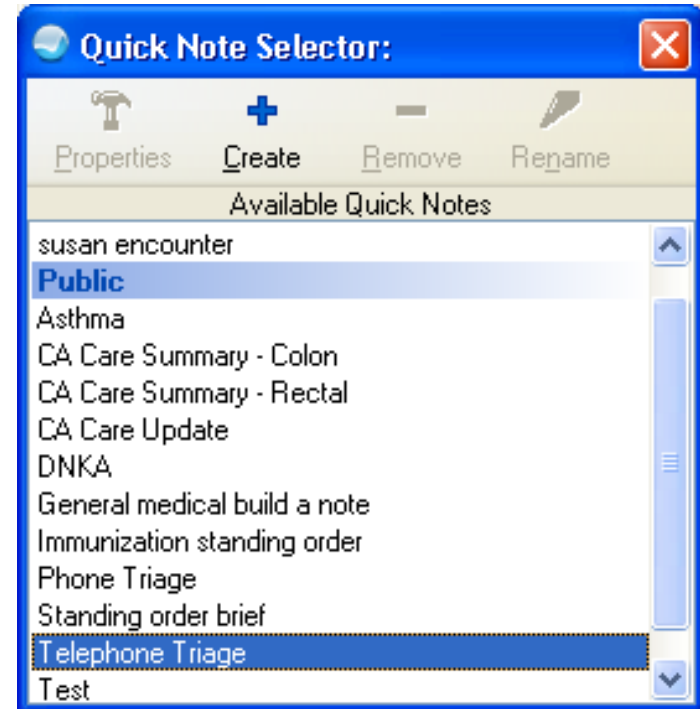 Quick Note Selector:
Properties Create Remove Rename
Available Quick Notes
susan encounter
Public
Asthma
CA Care Summary - Colon
CA Care Summary - Rectal
CA Care Update
DNKA
General medical build a note
Immunization standing order
Phone Triage
Standing order brief
Telephone Triage
Test